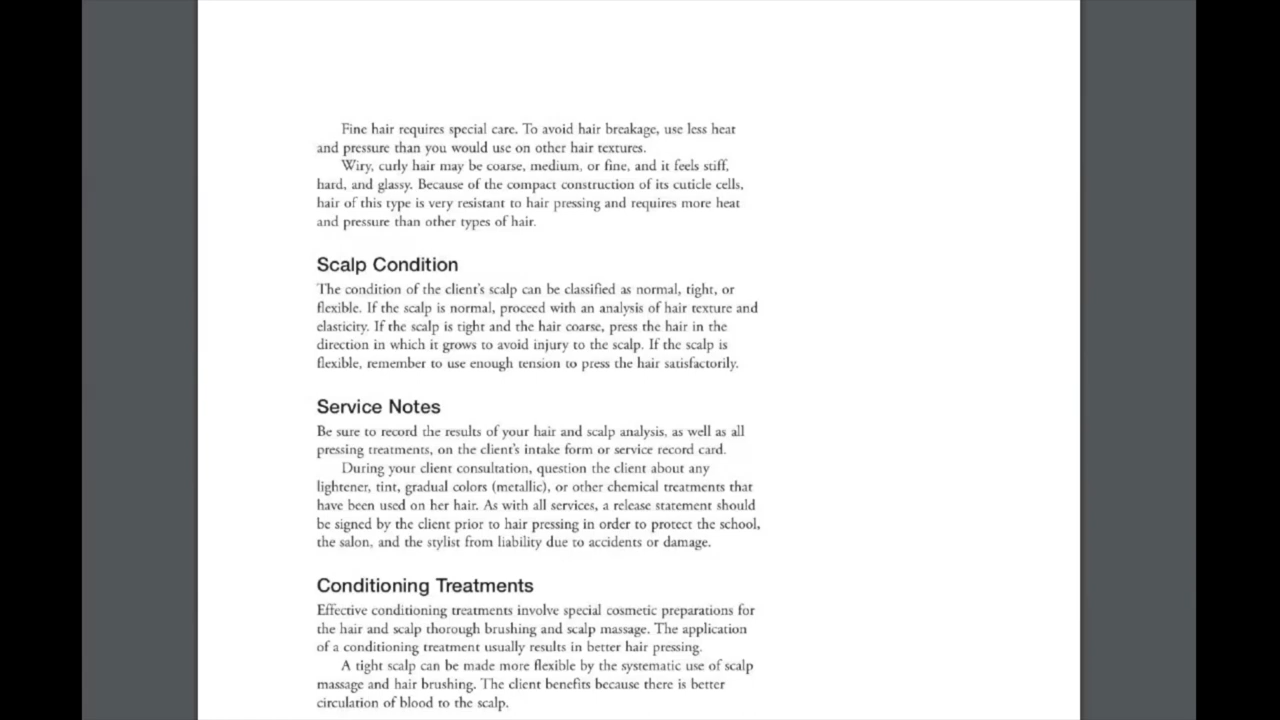 Fine hair requires special care. To avoid hair breakage, use less heat
and pressure than you would use on other hair textures.
Wiry, curly hair may be coarse, medium, or fine, and it feels stiff,
hard, and glassy. Because of the compact construction of its cuticle cells,
hair of this type is very resistant to hair pressing and requires more heat
and pressure than other types of hair.
Scalp Condition
The condition of the client's scalp can be classified as normal, tight, or
flexible. If the scalp is normal, proceed with an analysis of hair texture and
elasticity. If the scalp is tight and the hair coarse, press the hair in the
direction in which it grows to avoid injury to the scalp. If the scalp is
flexible, remember to use enough tension to press the hair satisfactorily.
Service Notes
Be sure to record the results of your hair and scalp analysis, as well as all
pressing treatments, on the client's intake form or service record card.
During your client consultation, question the client about any
lightener, tint, gradual colors (metallic), or other chemical treatments that
have been used on her hair. As with all services, a release statement should
be signed by the client prior to hair pressing in order to protect the school,
the salon, and the stylist from liability due to accidents or damage.
Conditioning Treatments
Effective conditioning treatments involve special cosmetic preparations for
the hair and scalp thorough brushing and scalp massage. The application
of a conditioning treatment usually results in better hair pressing.
A tight scalp can be made more flexible by the systematic use of scalp
massage and hair brushing. The client benefits because there is better
circulation of blood to the scalp.